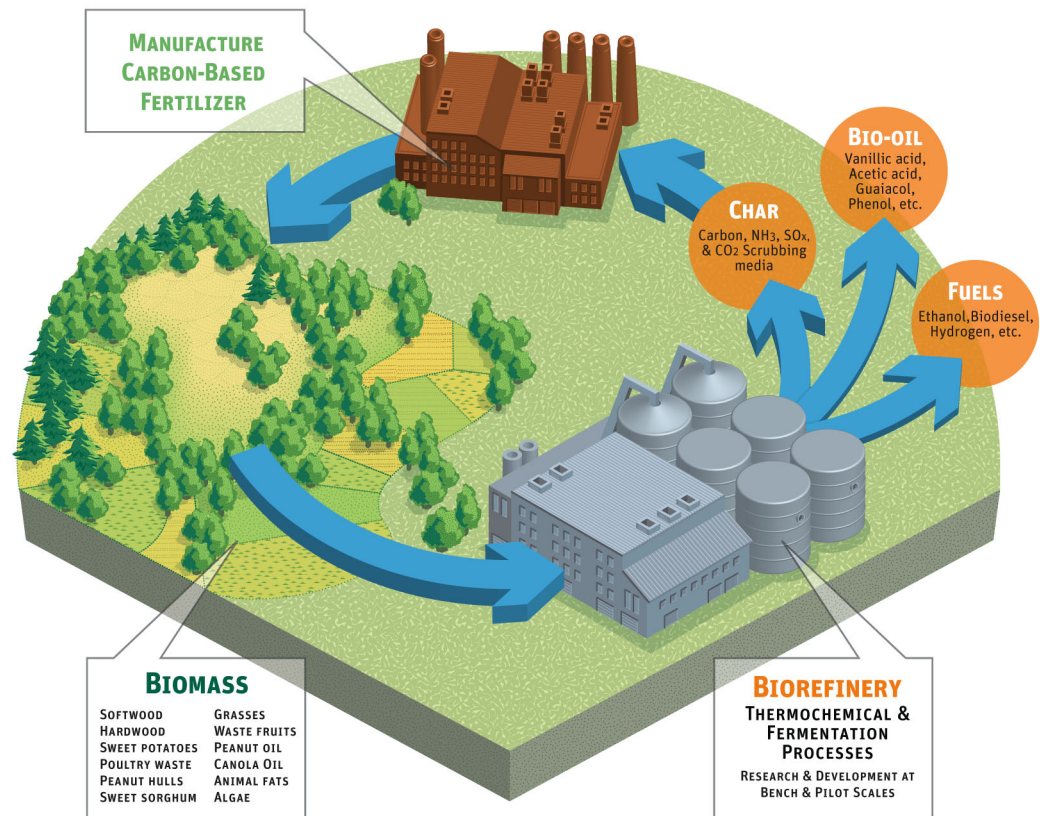 MANUFACTURE
CARBON-BASED
FERTILIZER
BIO-OIL
Vanillic acid,
Acetic acid,
Guaiacol,
Phenol, etc.
CHAR
Carbon, NH3, SOx,
& CO2 Scrubbing
media
FUELS
Ethanol,Biodiesel,
Hydrogen, etc.
BIOMASS
SOFTWOOD
HARDWOOD
SWEET POTATOES
POULTRY WASTE
PEANUT HULLS
SWEET SORGHUM
GRASSES
WASTE FRUITS
PEANUT OIL
CANOLA OIL
ANIMAL FATS
ALGAE
BIOREFINERY
THERMOCHEMICAL &
FERMENTATION
PROCESSES
RESEARCH & DEVELOPMENT AT
BENCH & PILOT SCALES